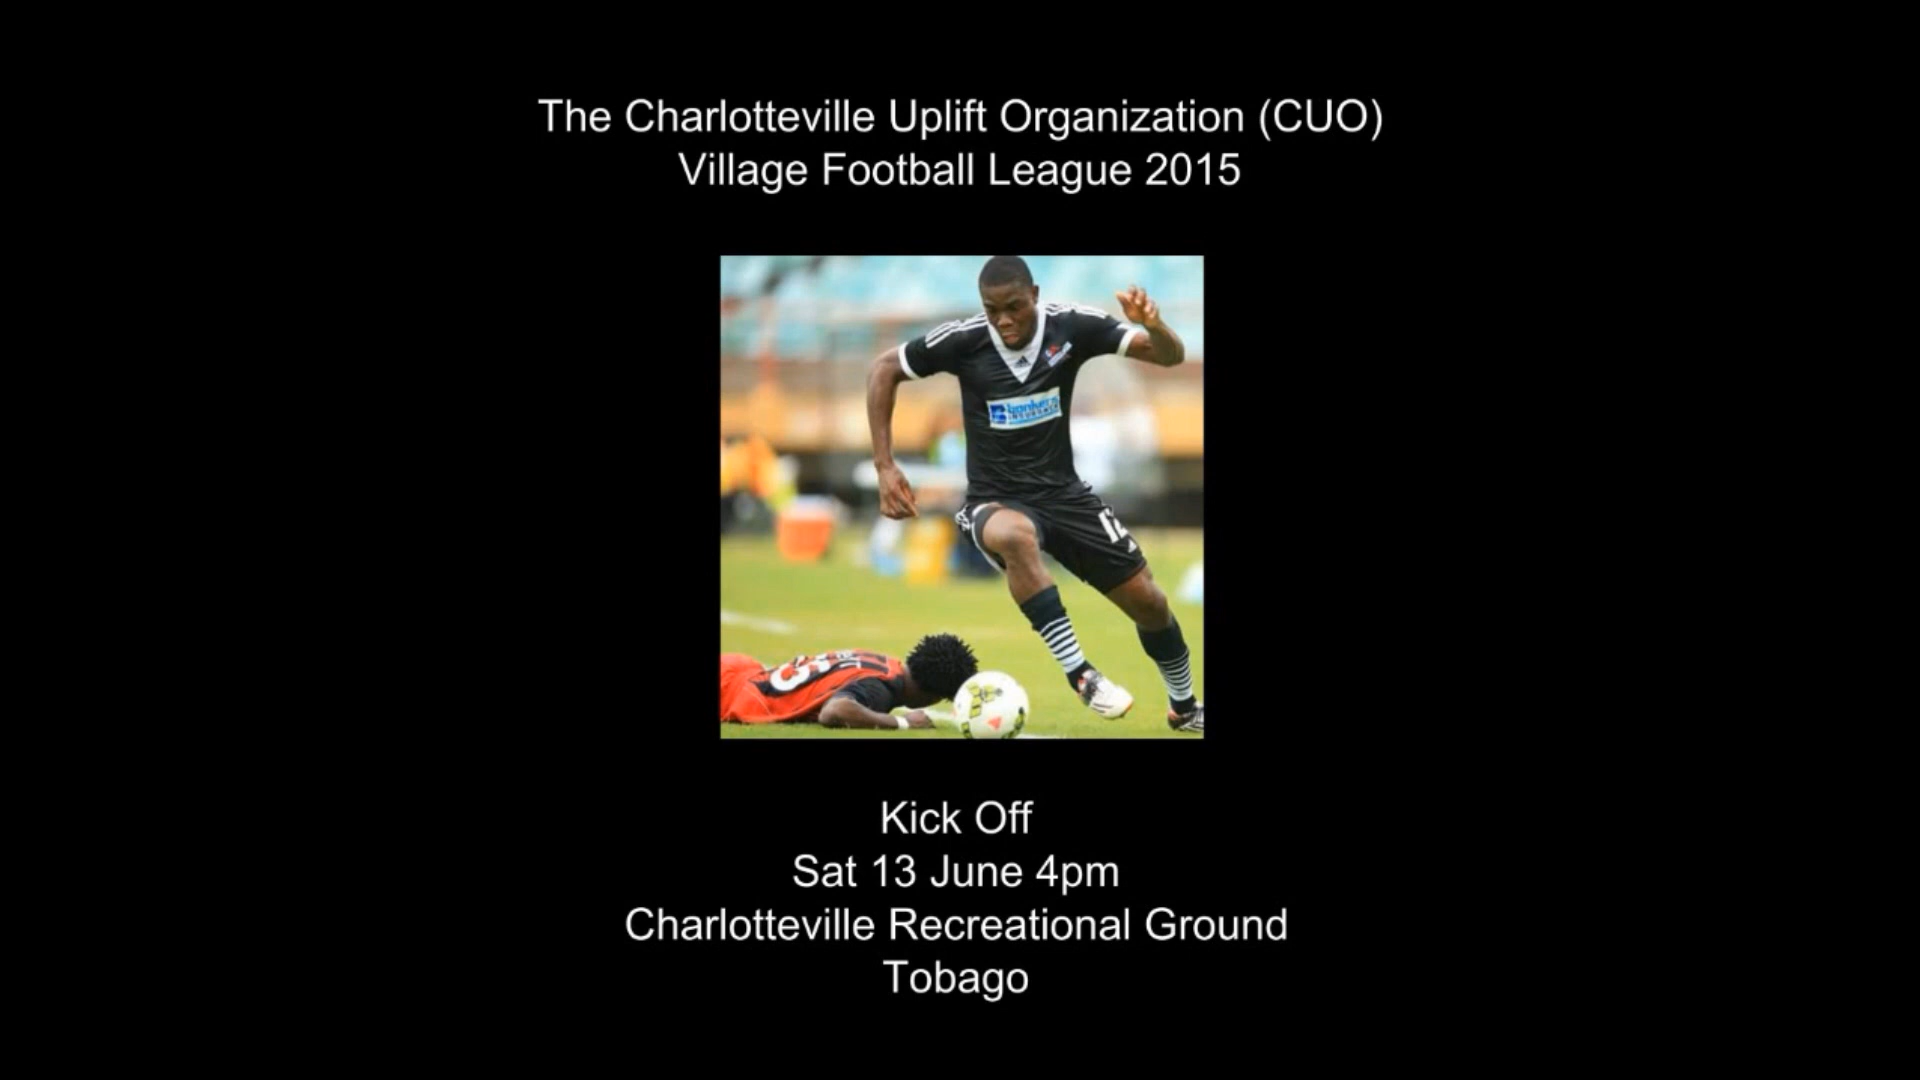 The Charlotteville Uplift Organization (CUO)
Village Football League 2015
12
Kick Off
Sat 13 June 4pm
Charlotteville Recreational Ground
Tobago